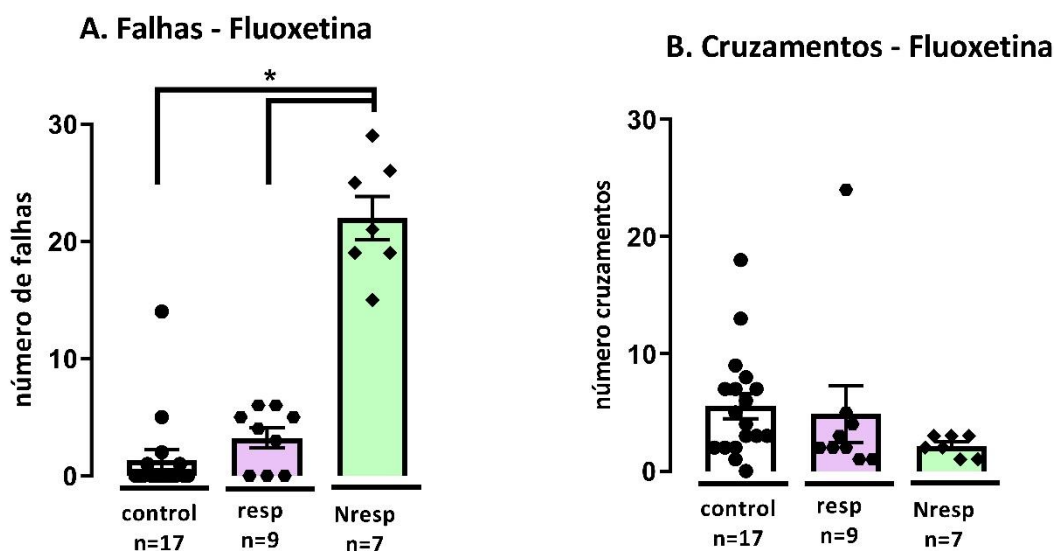 A. Falhas - Fluoxetina
*
número de falhas
30
20
10
0
control
n=17
resp
n=9
Nresp
n=7
B. Cruzamentos - Fluoxetina
número cruzamentos
30
20
10
0
control
n=17
resp
n=9
Nresp
n=7